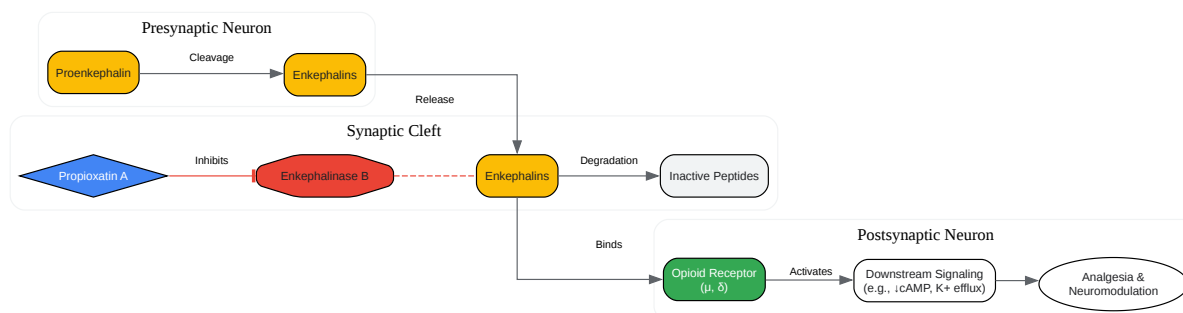 Presynaptic Neuron
Cleavage
Proenkephalin
Enkephalins
Release
Synaptic Cleft
Inhibits
Degradation
Propioxatin A
Enkephalinase B
Enkephalins
Inactive Peptides
Binds
Postsynaptic Neuron
Opioid Receptor
(μ, δ)
Activates
Downstream Signaling
(e.g., ↓cAMP, K+ efflux)
Analgesia &
Neuromodulation